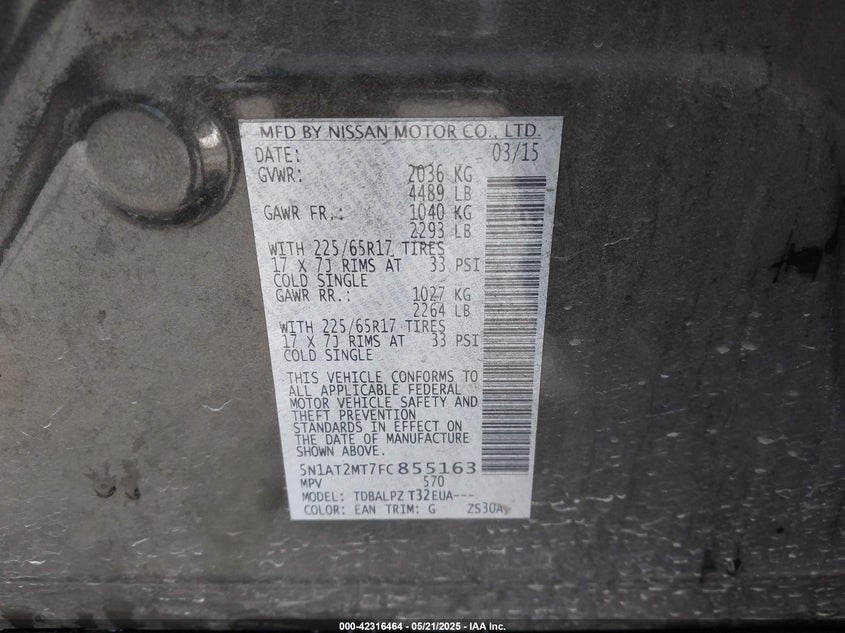 MFD BY NISSAN MOTOR CO., LTD.
DATE: 03/15
GVWR: 2036 KG
4489 LB
GAWR FR.: 1040 KG
2293 LB
WITH 225/65R17 TIRES
17 X 7J RIMS AT 33 PSI
COLD SINGLE
GAWR RR.: 1027 KG
2264 LB
WITH 225/65R17 TIRES
17 X 7J RIMS AT 33 PSI
COLD SINGLE
THIS VEHICLE CONFORMS TO
ALL APPLICABLE FEDERAL
MOTOR VEHICLE SAFETY AND
THEFT PREVENTION
STANDARDS IN EFFECT ON
THE DATE OF MANUFACTURE
SHOWN ABOVE.
5N1AT2MT7FC855163
MPV 570
MODEL: TDBALPZ T32EUA---
COLOR: EAN TRIM: G ZS30A
000-42316464 - 05/21/2025 - IAA Inc.